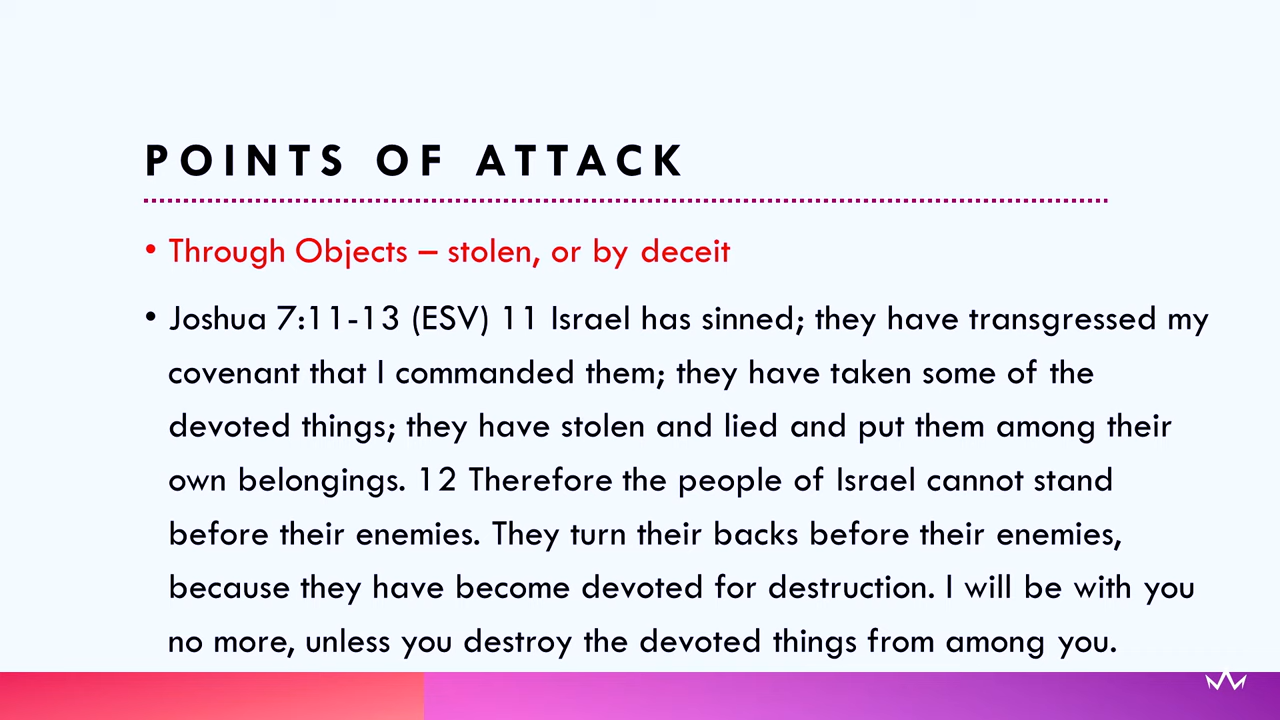 POINTS OF ATTACK
• Through Objects – stolen, or by deceit
• Joshua 7:11-13 (ESV) 11 Israel has sinned; they have transgressed my
covenant that I commanded them; they have taken some of the
devoted things; they have stolen and lied and put them among their
own belongings. 12 Therefore the people of Israel cannot stand
before their enemies. They turn their backs before their enemies,
because they have become devoted for destruction. I will be with you
no more, unless you destroy the devoted things from among you.